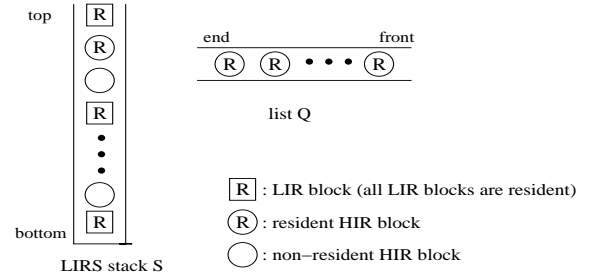 top
R
R
R
R
bottom
LIRS stack S
end front
R R R
list Q
R : LIR block (all LIR blocks are resident)
R : resident HIR block
: non−resident HIR block